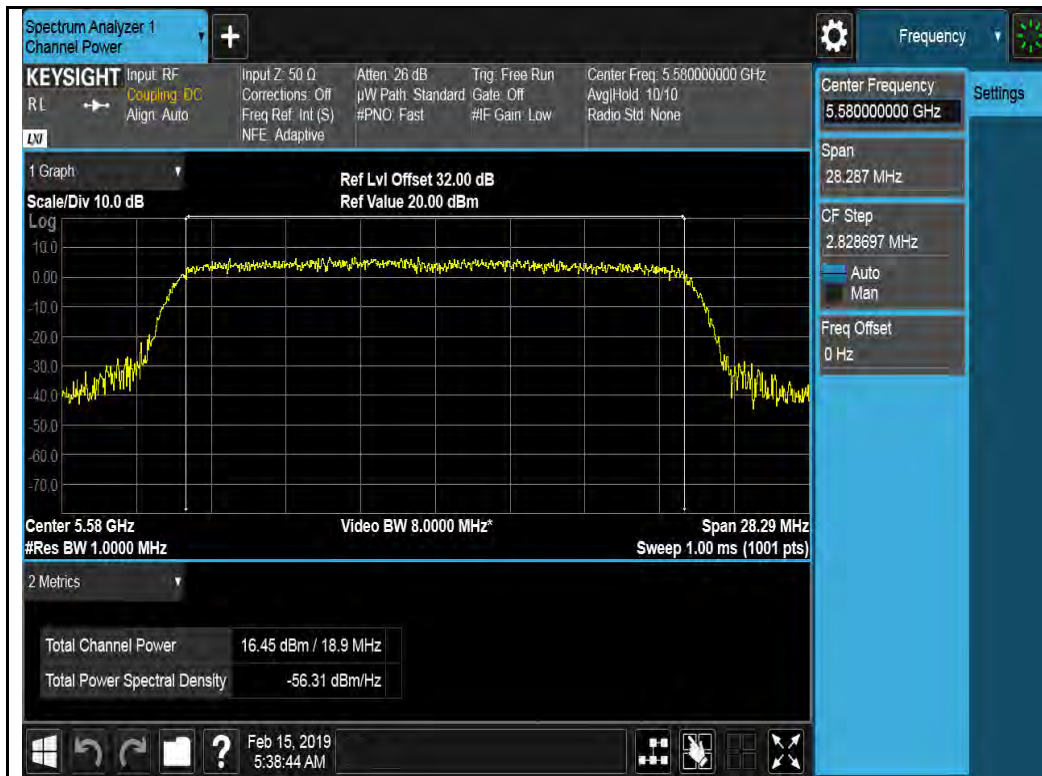 Spectrum Analyzer 1
Channel Power
+
Frequency
KEYSIGHT
RL
LXI
Input: RF
Coupling: DC
Align: Auto
Input Z: 50 Ω
Corrections: Off
Freq Ref: Int (S)
NFE: Adaptive
Atten: 26 dB
µW Path: Standard
#PNO: Fast
Trig: Free Run
Gate: Off
#IF Gain: Low
Center Freq: 5.580000000 GHz
Avg|Hold: 10/10
Radio Std: None
Center Frequency
5.580000000 GHz
Settings
Span
28.287 MHz
CF Step
2.828697 MHz
Auto
Man
Freq Offset
0 Hz
1 Graph
Scale/Div 10.0 dB
Ref Lvl Offset 32.00 dB
Ref Value 20.00 dBm
Log
10.0
0.00
-10.0
-20.0
-30.0
-40.0
-50.0
-60.0
-70.0
Center 5.58 GHz
#Res BW 1.0000 MHz
Video BW 8.0000 MHz*
Span 28.29 MHz
Sweep 1.00 ms (1001 pts)
2 Metrics
Total Channel Power 16.45 dBm / 18.9 MHz
Total Power Spectral Density -56.31 dBm/Hz
?
Feb 15, 2019
5:38:44 AM